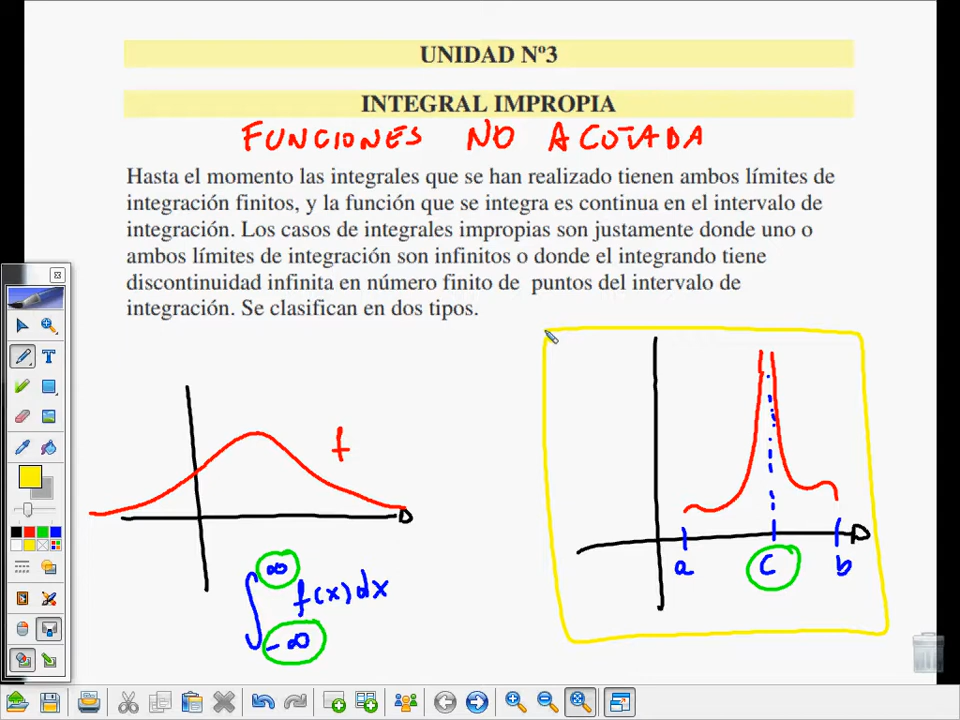 UNIDAD Nº3
INTEGRAL IMPROPIA
FUNCIONES NO ACOTADA
Hasta el momento las integrales que se han realizado tienen ambos límites de
integración finitos, y la función que se integra es continua en el intervalo de
integración. Los casos de integrales impropias son justamente donde uno o
ambos límites de integración son infinitos o donde el integrando tiene
discontinuidad infinita en número finito de puntos del intervalo de
integración. Se clasifican en dos tipos.
f
∞
∫ f(x)dx
-∞
a c b
T